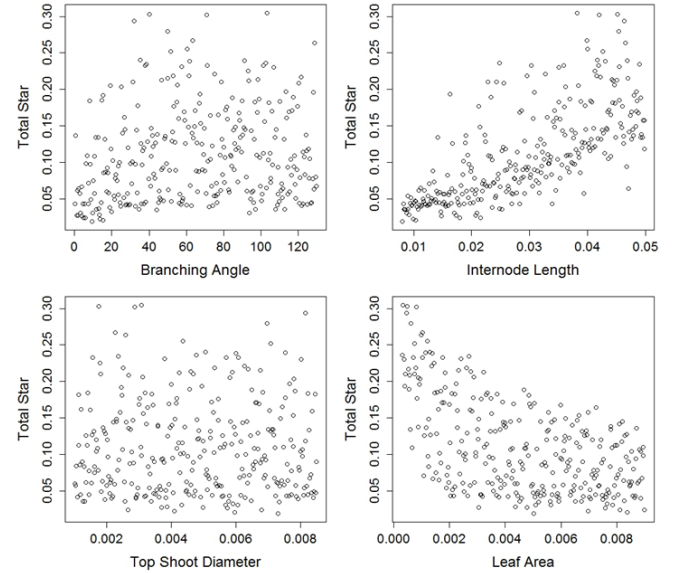 Total Star
0.05 0.10 0.15 0.20 0.25 0.30
0 20 40 60 80 100 120
Branching Angle
Total Star
0.05 0.10 0.15 0.20 0.25 0.30
0.01 0.02 0.03 0.04 0.05
Internode Length
Total Star
0.05 0.10 0.15 0.20 0.25 0.30
0.002 0.004 0.006 0.008
Top Shoot Diameter
Total Star
0.05 0.10 0.15 0.20 0.25 0.30
0.000 0.002 0.004 0.006 0.008
Leaf Area